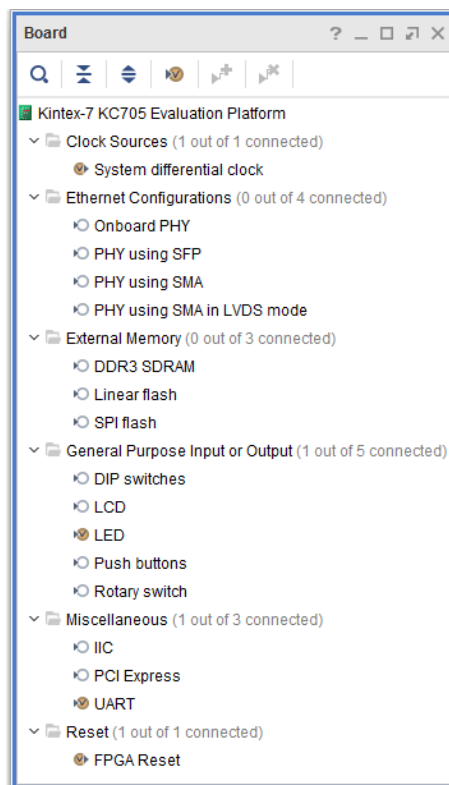 Board
Kintex-7 KC705 Evaluation Platform
Clock Sources (1 out of 1 connected)
System differential clock
Ethernet Configurations (0 out of 4 connected)
Onboard PHY
PHY using SFP
PHY using SMA
PHY using SMA in LVDS mode
External Memory (0 out of 3 connected)
DDR3 SDRAM
Linear flash
SPI flash
General Purpose Input or Output (1 out of 5 connected)
DIP switches
LCD
LED
Push buttons
Rotary switch
Miscellaneous (1 out of 3 connected)
IIC
PCI Express
UART
Reset (1 out of 1 connected)
FPGA Reset